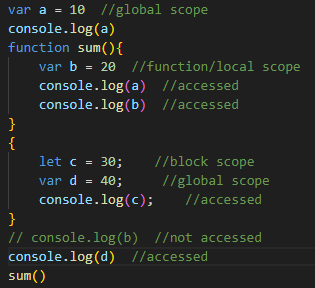 var a = 10  //global scope
console.log(a)
function sum(){
    var b = 20  //function/local scope
    console.log(a)  //accessed
    console.log(b)  //accessed
}
{
    let c = 30;    //block scope
    var d = 40;     //global scope
    console.log(c);    //accessed
}
// console.log(b)  //not accessed
console.log(d)  //accessed
sum()